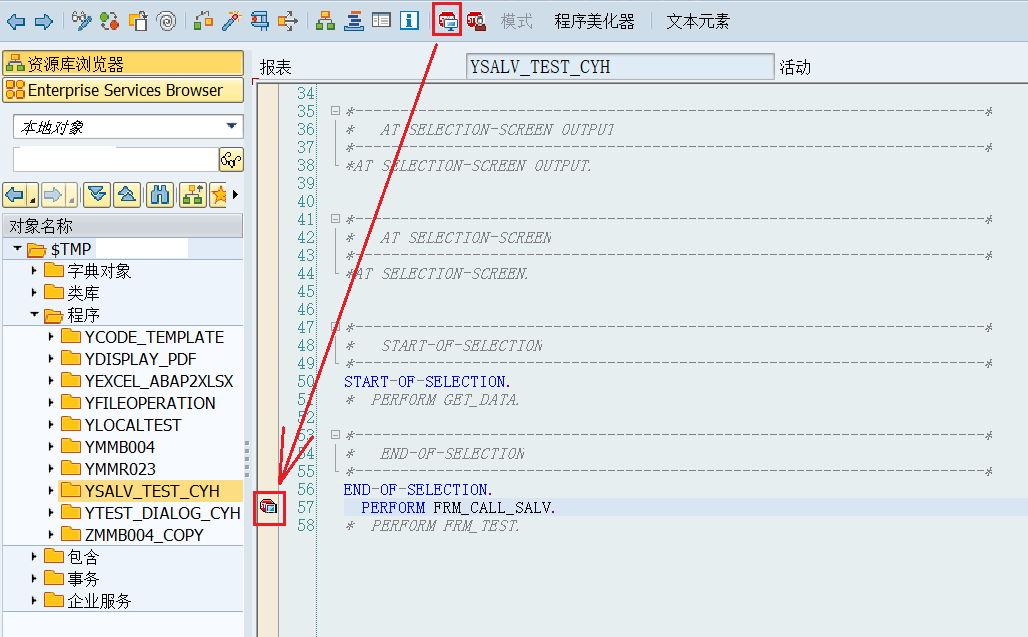 模式 程序美化器 文本元素
资源库浏览器
Enterprise Services Browser
报表 YSALV_TEST_CYH 活动
本地对象
对象名称
$TMP
字典对象
类库
程序
YCODE_TEMPLATE
YDISPLAY_PDF
YEXCEL_ABAP2XLSX
YFILEOPERATION
YLOCALTEST
YMMB004
YMMR023
YSALV_TEST_CYH
YTEST_DIALOG_CYH
ZMMB004_COPY
包含
事务
企业服务
34
35 *----------------------------------------------------------------------*
36 * AT SELECTION-SCREEN OUTPUT
37 *----------------------------------------------------------------------*
38 *AT SELECTION-SCREEN OUTPUT.
39
40
41 *----------------------------------------------------------------------*
42 * AT SELECTION-SCREEN
43 *----------------------------------------------------------------------*
44 *AT SELECTION-SCREEN.
45
46
47 *----------------------------------------------------------------------*
48 * START-OF-SELECTION
49 *----------------------------------------------------------------------*
50 START-OF-SELECTION.
51 * PERFORM GET_DATA.
52
53 *----------------------------------------------------------------------*
54 * END-OF-SELECTION
55 *----------------------------------------------------------------------*
56 END-OF-SELECTION.
57 PERFORM FRM_CALL_SALV.
58 * PERFORM FRM_TEST.